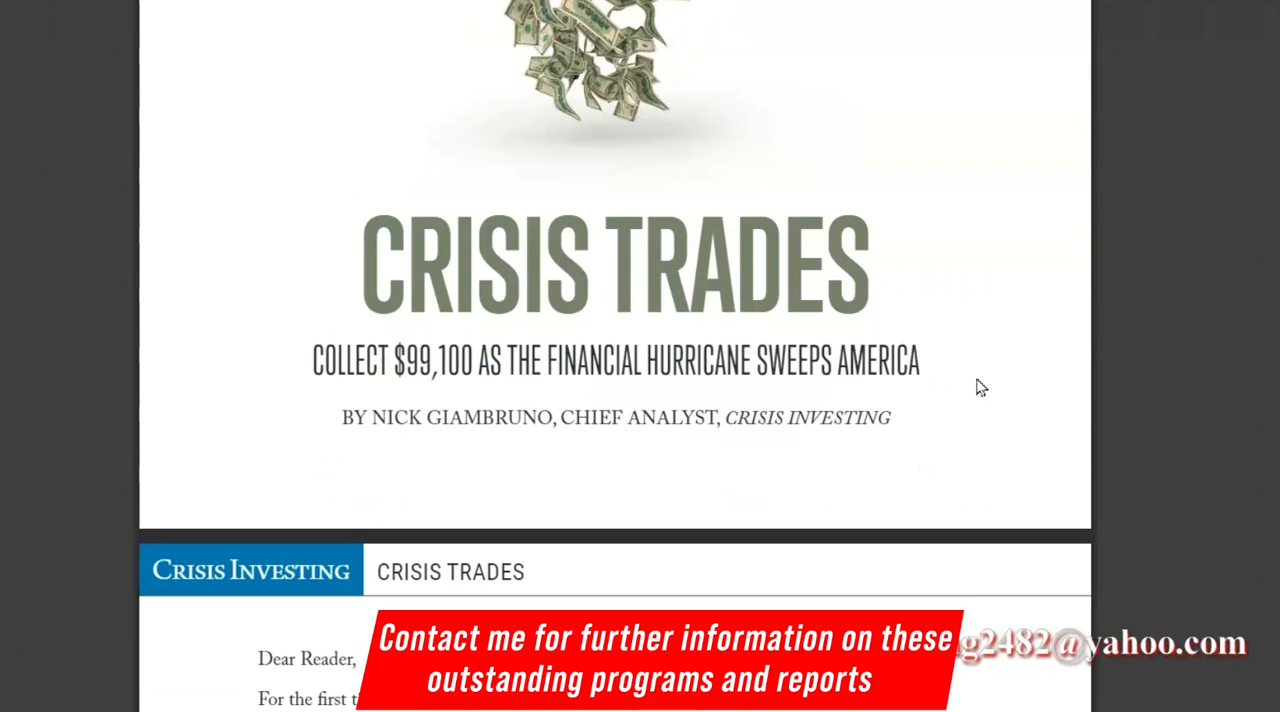 CRISIS TRADES
COLLECT $99,100 AS THE FINANCIAL HURRICANE SWEEPS AMERICA
BY NICK GIAMBRUNO, CHIEF ANALYST, CRISIS INVESTING
CRISIS INVESTING
CRISIS TRADES
Dear Reader,
For the first
Contact me for further information on these
outstanding programs and reports
g2482@yahoo.com